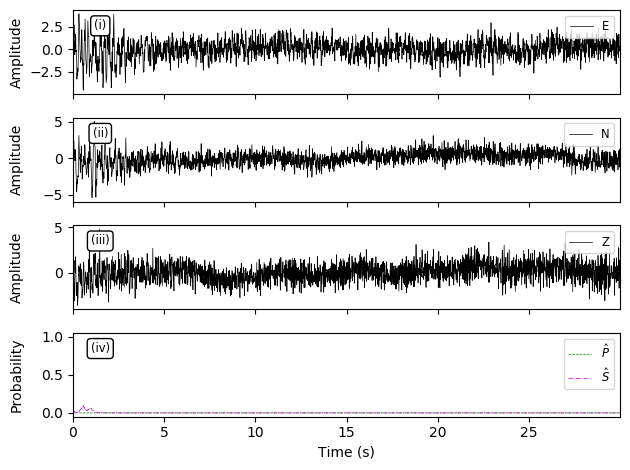 (i)
E
2.5
0.0
−2.5
Amplitude
(ii)
N
5
0
−5
Amplitude
(iii)
Z
5
0
Amplitude
(iv)
P̂
Ŝ
1.0
0.5
0.0
Probability
0 5 10 15 20 25
Time (s)